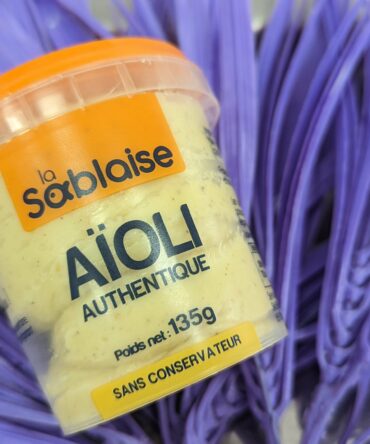 la
sablaise
AÏOLI
AUTHENTIQUE
Poids net : 135g
SANS CONSERVATEUR